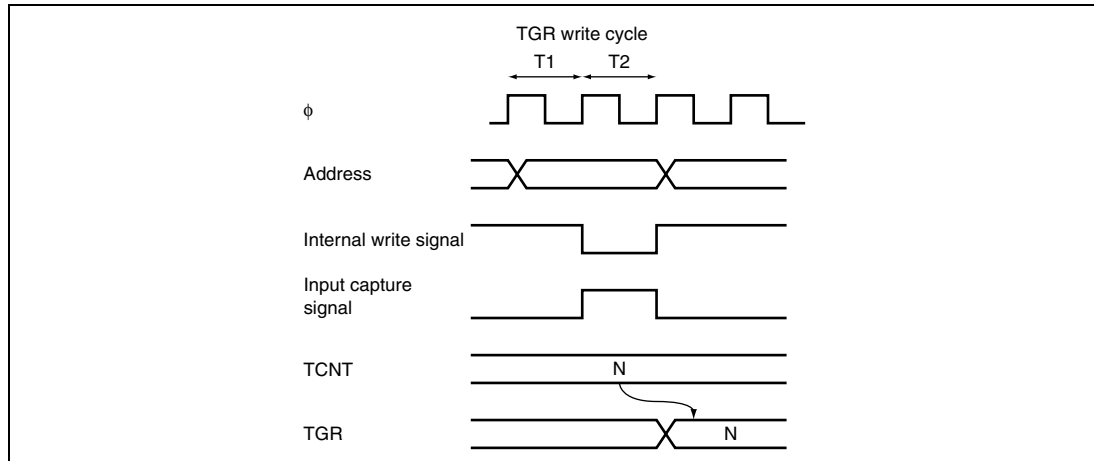 TGR write cycle
T1 T2
ϕ
Address
Internal write signal
Input capture
signal
TCNT N
TGR N